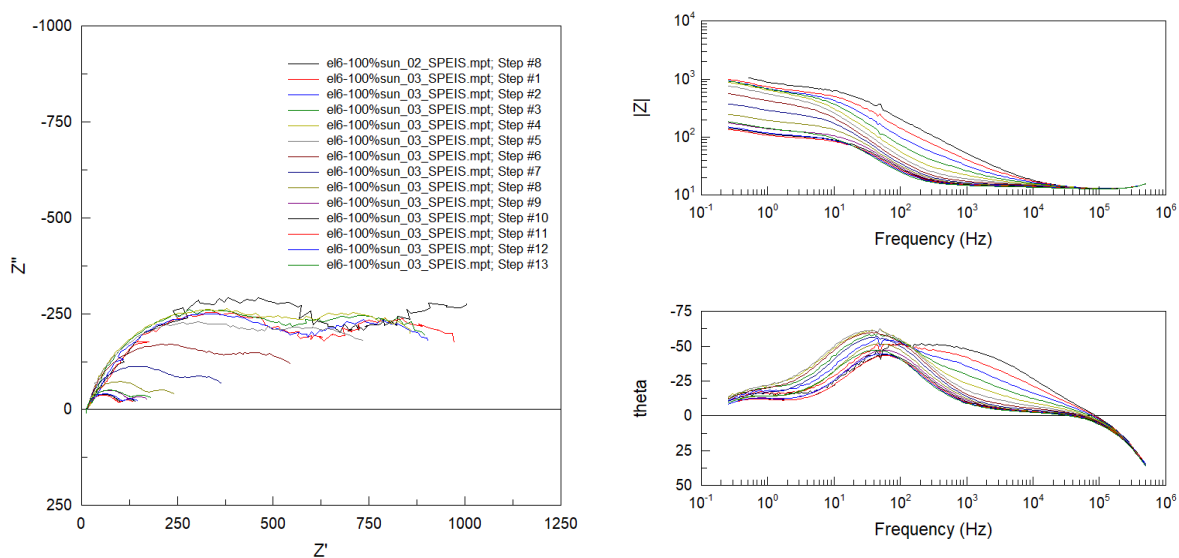 -1000
-750
-500
-250
0
250
Z''
0
250
500
750
1000
1250
Z'
el6-100%sun_02_SPEIS.mpt; Step #8
el6-100%sun_03_SPEIS.mpt; Step #1
el6-100%sun_03_SPEIS.mpt; Step #2
el6-100%sun_03_SPEIS.mpt; Step #3
el6-100%sun_03_SPEIS.mpt; Step #4
el6-100%sun_03_SPEIS.mpt; Step #5
el6-100%sun_03_SPEIS.mpt; Step #6
el6-100%sun_03_SPEIS.mpt; Step #7
el6-100%sun_03_SPEIS.mpt; Step #8
el6-100%sun_03_SPEIS.mpt; Step #9
el6-100%sun_03_SPEIS.mpt; Step #10
el6-100%sun_03_SPEIS.mpt; Step #11
el6-100%sun_03_SPEIS.mpt; Step #12
el6-100%sun_03_SPEIS.mpt; Step #13
10⁴
10³
10²
10¹
|Z|
10⁻¹ 10⁰ 10¹ 10² 10³ 10⁴ 10⁵ 10⁶
Frequency (Hz)
-75
-50
-25
0
25
50
theta
10⁻¹ 10⁰ 10¹ 10² 10³ 10⁴ 10⁵ 10⁶
Frequency (Hz)